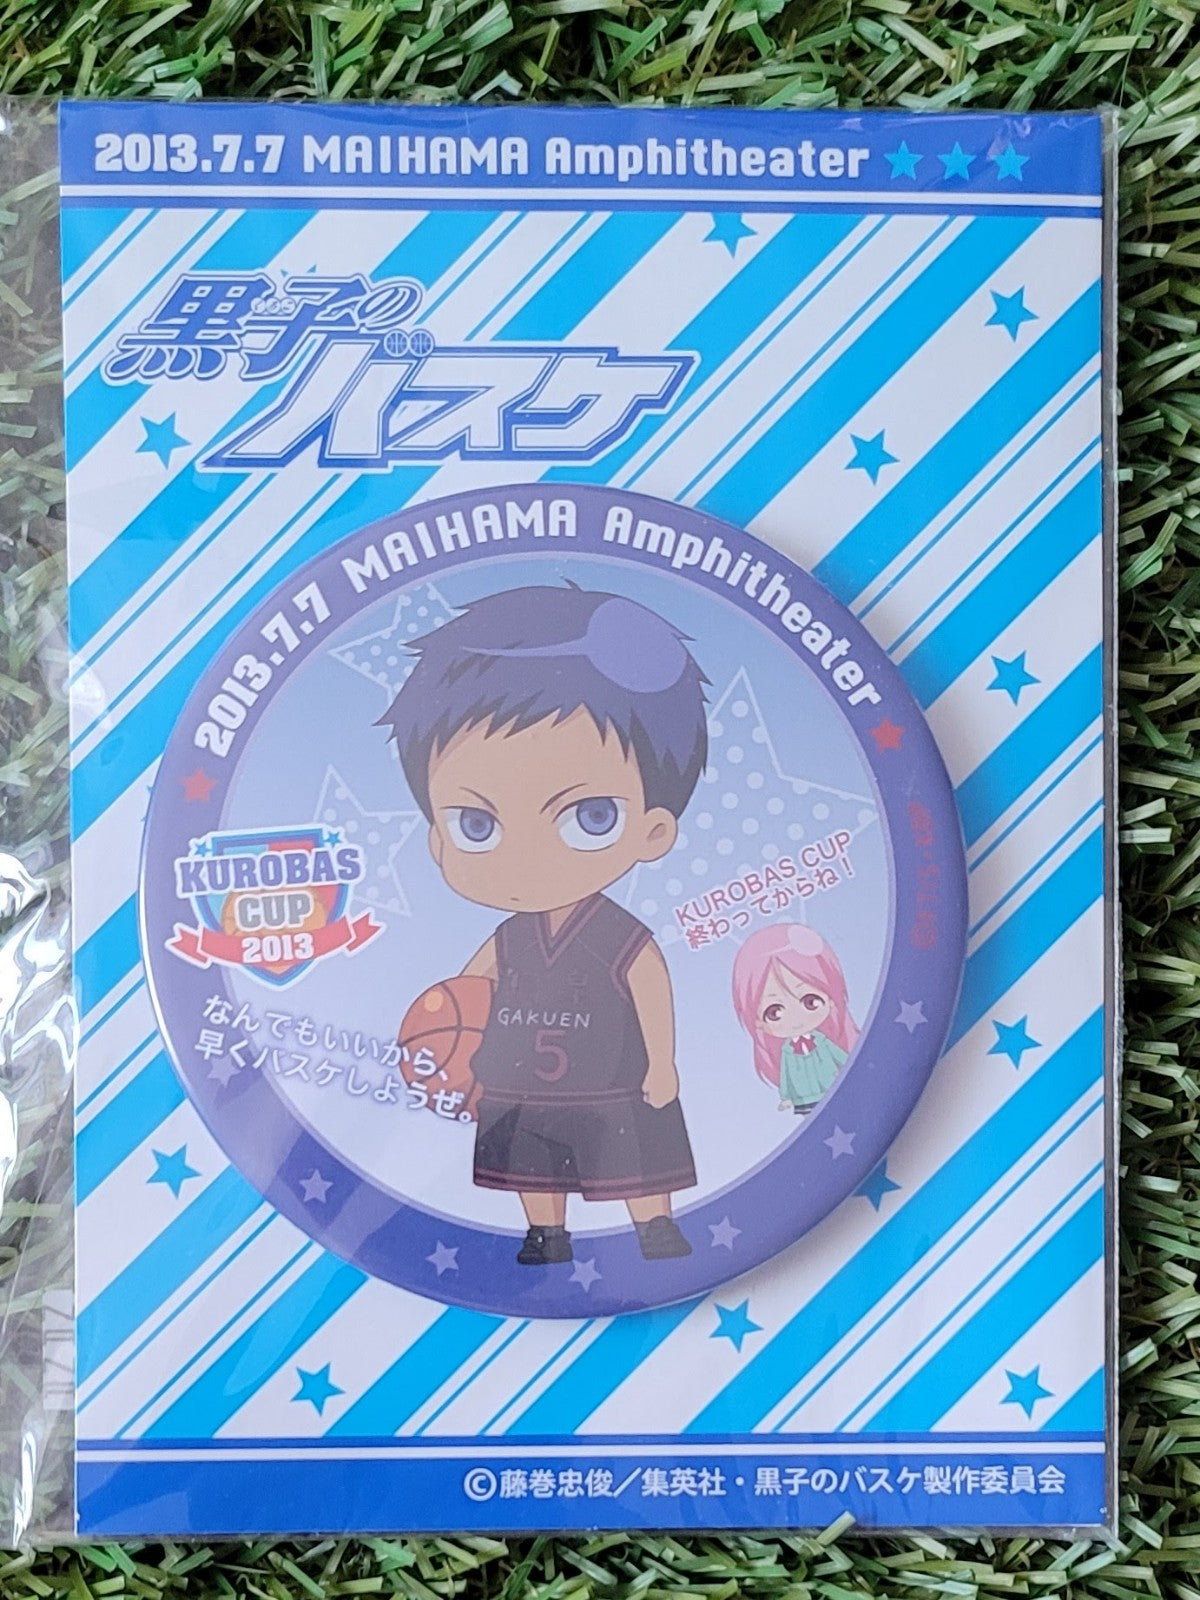 2013.7.7 MAIHAMA Amphitheater
黒子の
バスケ
2013.7.7 MAIHAMA Amphitheater
KUROBAS
CUP
2013
KUROBAS CUP
終わってからね!
GAKUEN
5
なんでもいいから、
早くバスケしようぜ。
©藤巻忠俊/集英社・黒子のバスケ製作委員会